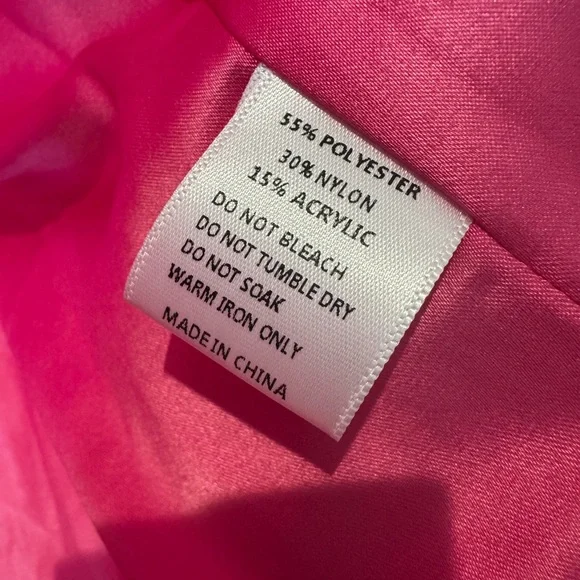 55% POLYESTER
30% NYLON
15% ACRYLIC
DO NOT BLEACH
DO NOT TUMBLE DRY
DO NOT SOAK
WARM IRON ONLY
MADE IN CHINA